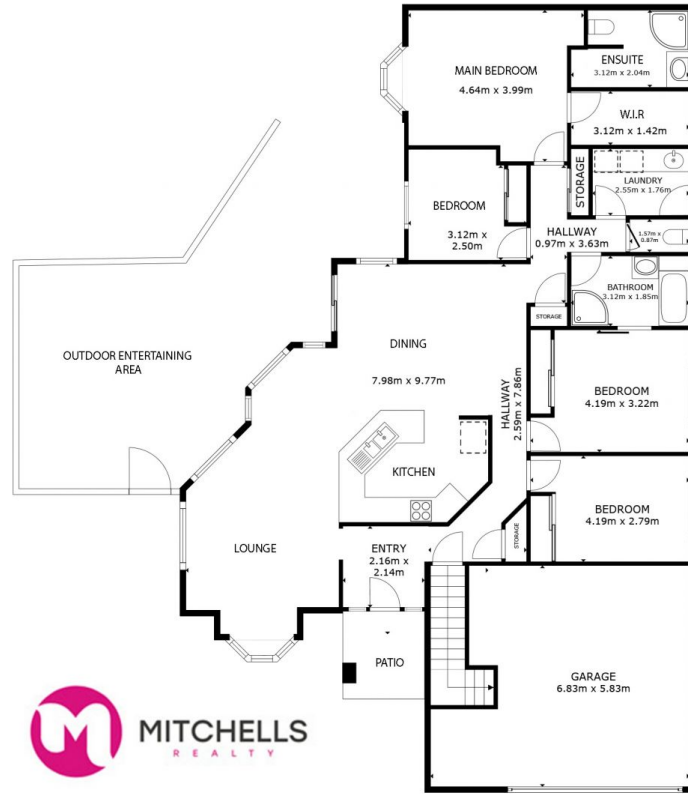 ENSUITE
3.12m x 2.04m
MAIN BEDROOM
4.64m x 3.99m
W.I.R
3.12m x 1.42m
STORAGE
LAUNDRY
2.55m x 1.76m
BEDROOM
3.12m x
2.50m
HALLWAY
0.97m x 3.63m
1.57m x
0.87m
BATHROOM
3.12m x 1.85m
STORAGE
DINING
7.98m x 9.77m
OUTDOOR ENTERTAINING
AREA
HALLWAY
2.59m x 7.86m
BEDROOM
4.19m x 3.22m
KITCHEN
BEDROOM
4.19m x 2.79m
LOUNGE
ENTRY
2.16m x
2.14m
STORAGE
PATIO
GARAGE
6.83m x 5.83m
M
MITCHELLS
REALTY